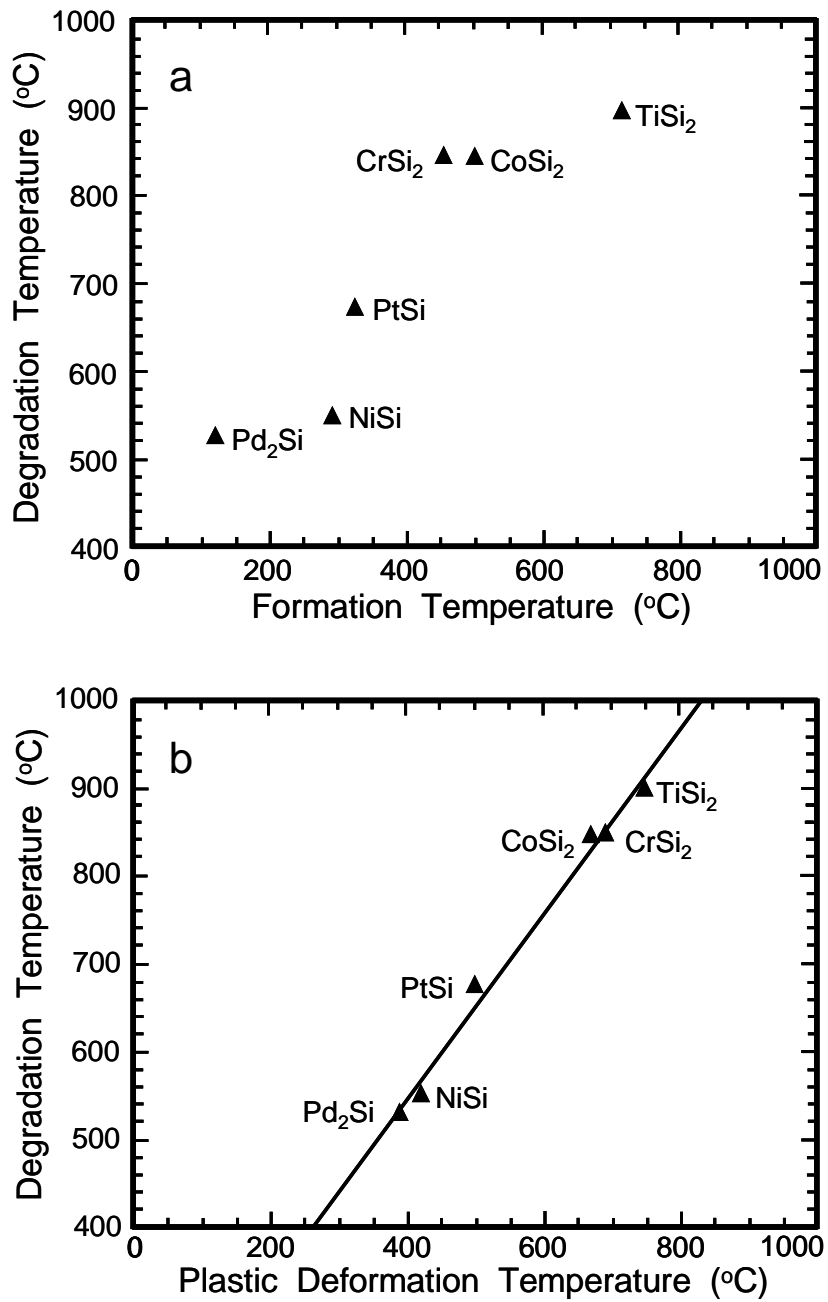 1000
a
900
TiSi₂
CrSi₂
CoSi₂
800
700
PtSi
600
NiSi
Pd₂Si
500
400
0 200 400 600 800 1000
Degradation Temperature (°C)
Formation Temperature (°C)
1000
b
900
TiSi₂
CoSi₂
CrSi₂
800
700
PtSi
600
NiSi
Pd₂Si
500
400
0 200 400 600 800 1000
Degradation Temperature (°C)
Plastic Deformation Temperature (°C)